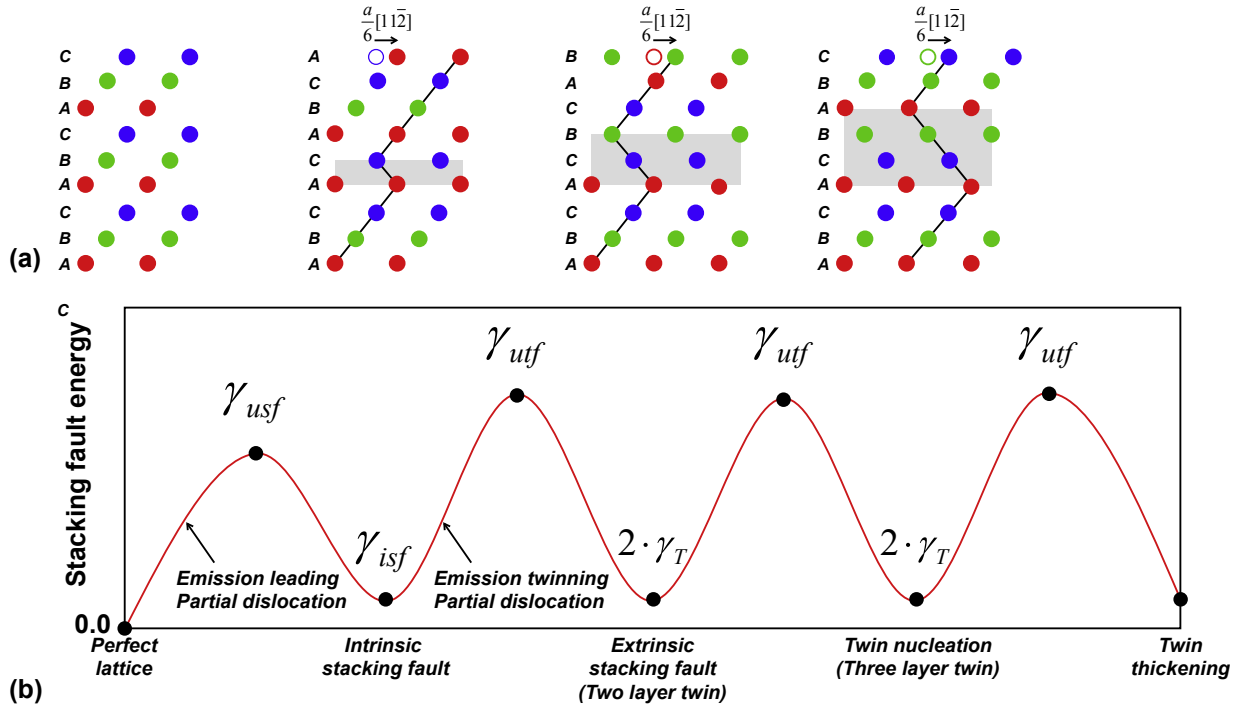 a/6[112̅] a/6[112̅] a/6[112̅]
C A B C
B C A B
A B C A
C A B B
B C C C
A A A A
C C C C
B B B B
(a) A A A A
C
Stacking fault energy
γutf γutf γutf
γusf
γisf 2·γT 2·γT
Emission leading Emission twinning
Partial dislocation Partial dislocation
0.0
Perfect Intrinsic Extrinsic Twin nucleation Twin
lattice stacking fault stacking fault (Three layer twin) thickening
(b) (Two layer twin)